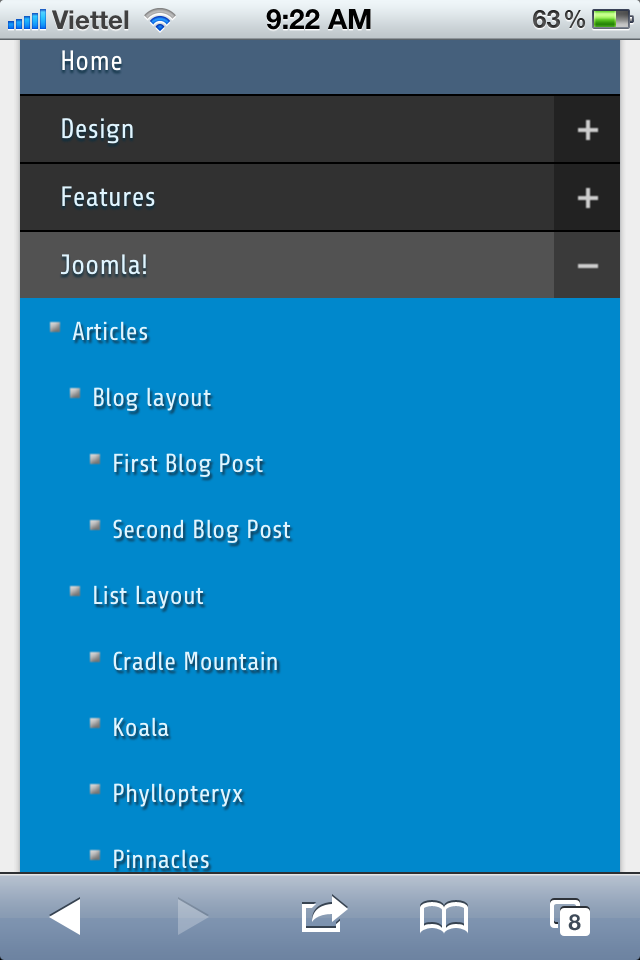 Viettel 9:22 AM 63 %
Home
Design
Features
Joomla!
Articles
Blog layout
First Blog Post
Second Blog Post
List Layout
Cradle Mountain
Koala
Phyllopteryx
Pinnacles
8